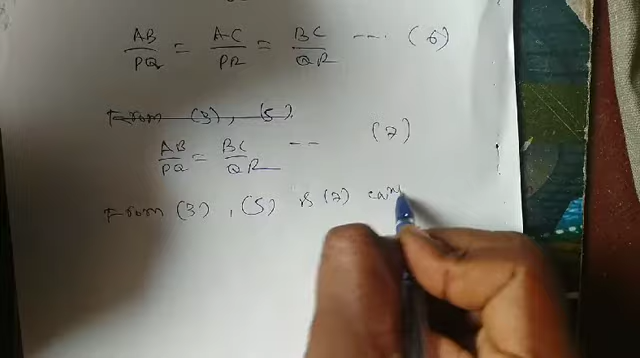 AB/PQ = AC/PR = BC/QR --- (6)
From (3), (5)
AB/PQ = BC/QR -- (7)
From (3), (5) & (7)